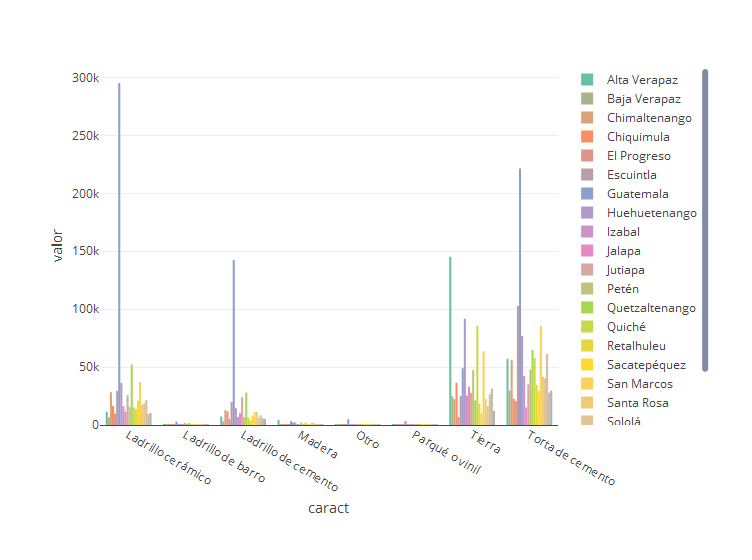 300k
250k
200k
150k
100k
50k
0
valor
Ladrillo cerámico
Ladrillo de barro
Ladrillo de cemento
Madera
Otro
Parqué o vinil
Tierra
Torta de cemento
caract
Alta Verapaz
Baja Verapaz
Chimaltenango
Chiquimula
El Progreso
Escuintla
Guatemala
Huehuetenango
Izabal
Jalapa
Jutiapa
Petén
Quetzaltenango
Quiché
Retalhuleu
Sacatepéquez
San Marcos
Santa Rosa
Sololá